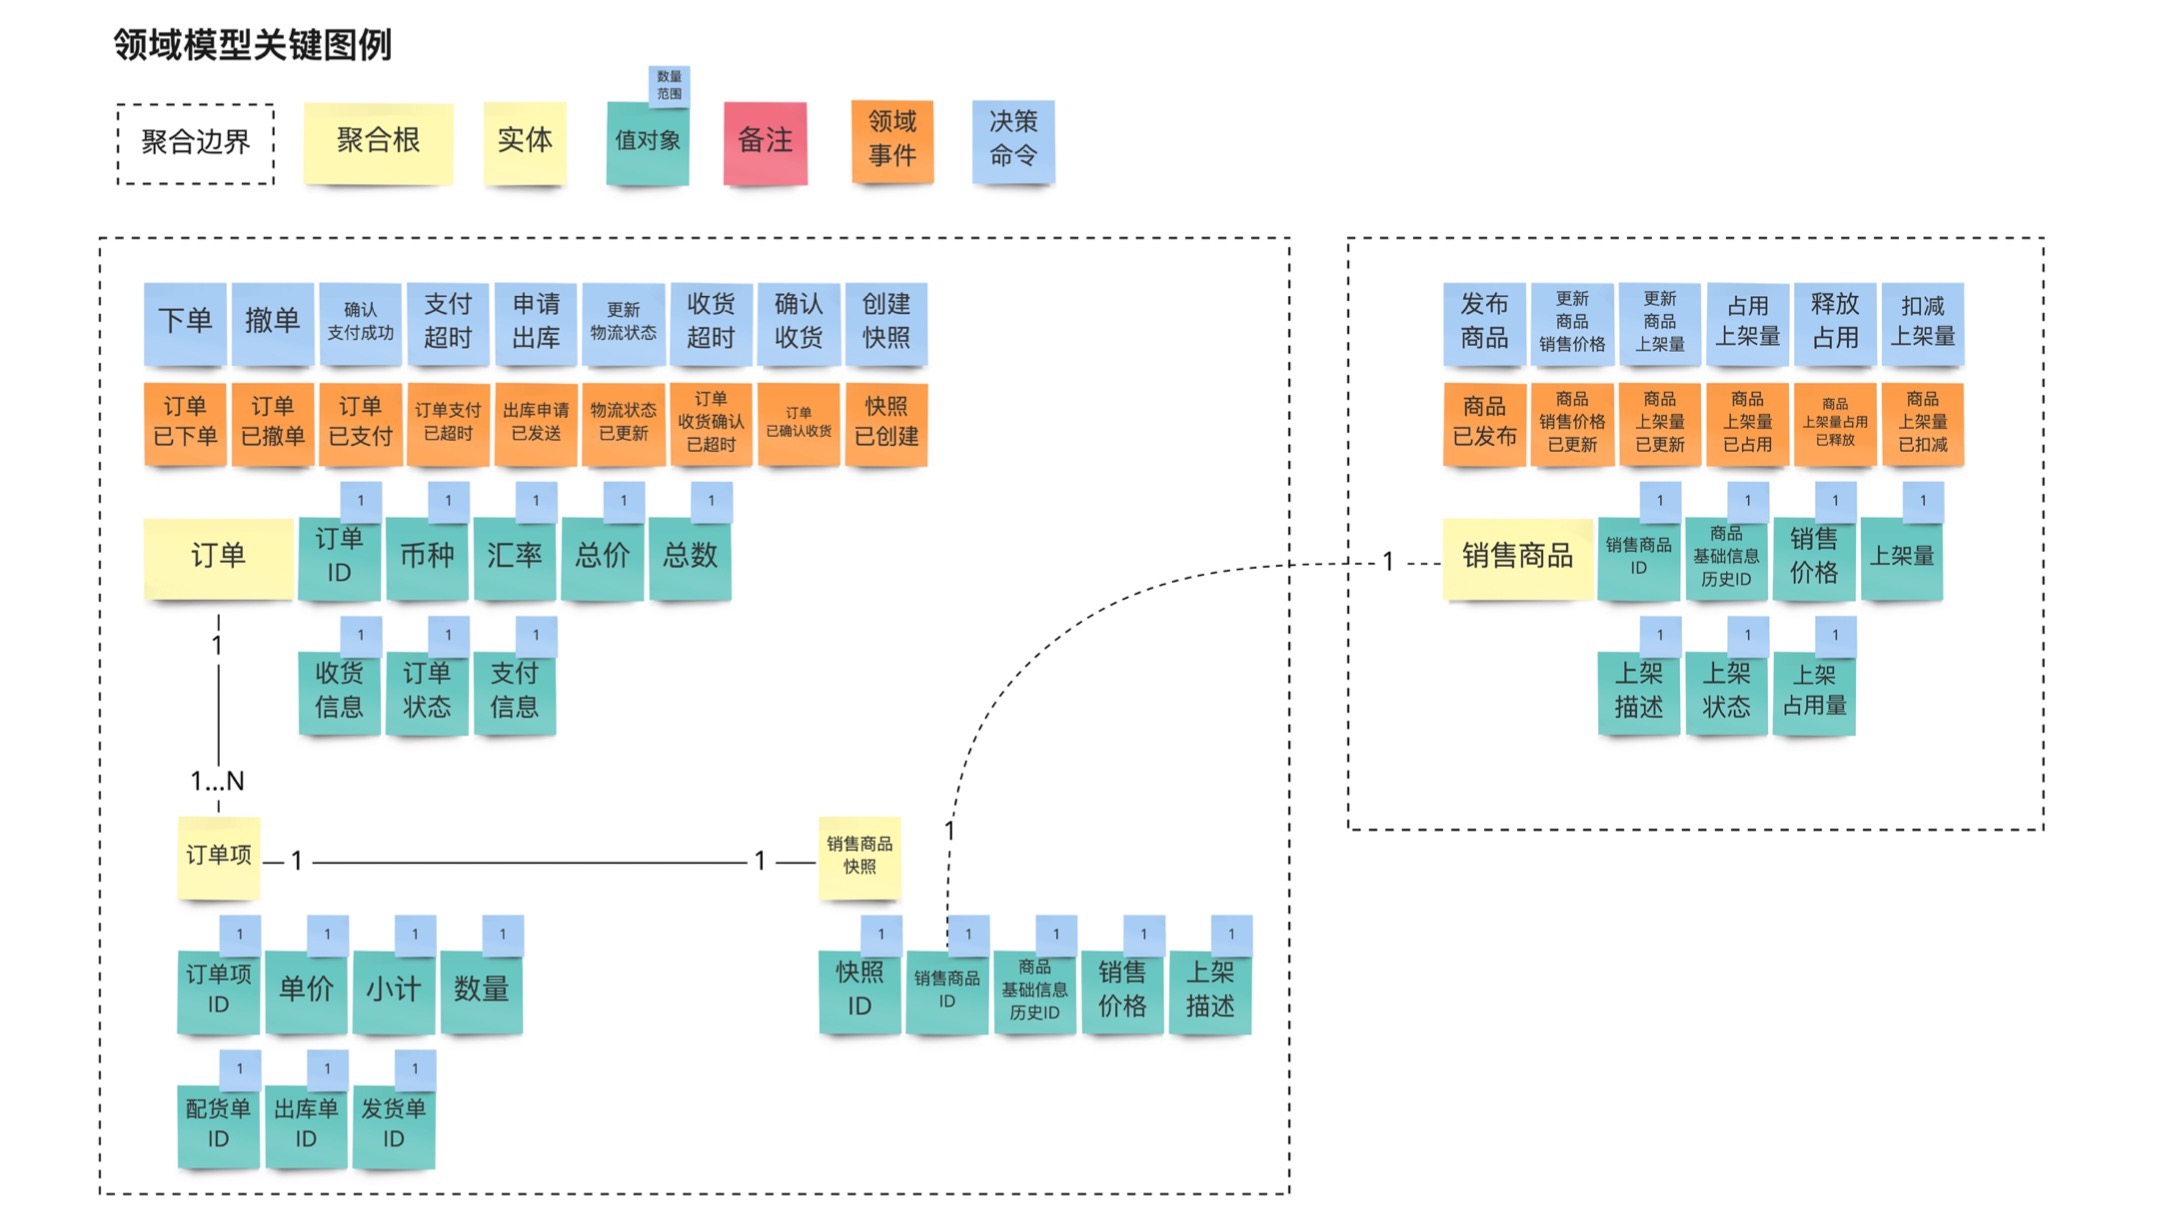 领域模型关键图例
聚合边界
聚合根
实体
数量
范围
值对象
备注
领域
事件
决策
命令
下单
撤单
确认
支付成功
支付
超时
申请
出库
更新
物流状态
收货
超时
确认
收货
创建
快照
订单
已下单
订单
已撤单
订单
已支付
订单支付
已超时
出库申请
已发送
物流状态
已更新
订单
收货确认
已超时
订单
已确认收货
快照
已创建
订单
1
订单
ID
1
币种
1
汇率
1
总价
1
总数
1
收货
信息
1
订单
状态
1
支付
信息
1
1...N
订单项
1
1
销售商品
快照
1
订单项
ID
1
单价
1
小计
1
数量
1
配货单
ID
1
出库单
ID
1
发货单
ID
1
快照
ID
1
销售商品
ID
1
商品
基础信息
历史ID
1
销售
价格
1
上架
描述
1
1
发布
商品
更新
商品
销售价格
更新
商品
上架量
占用
上架量
释放
占用
扣减
上架量
商品
已发布
商品
销售价格
已更新
商品
上架量
已更新
商品
上架量
已占用
商品
上架量占用
已释放
商品
上架量
已扣减
销售商品
1
销售商品
ID
1
商品
基础信息
历史ID
1
销售
价格
1
上架量
1
上架
描述
1
上架
状态
1
上架
占用量